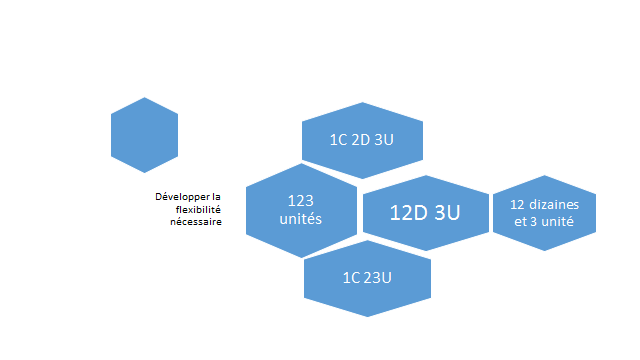 1C 2D 3U
Développer la
flexibilité
nécessaire
123
unités
12D 3U
12 dizaines
et 3 unité
1C 23U